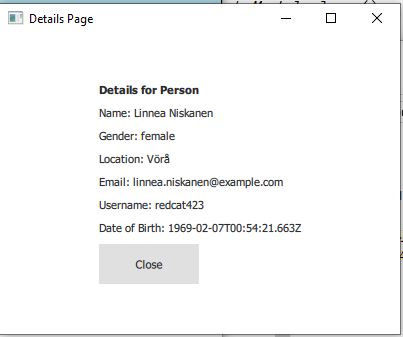 Details Page
Details for Person
Name: Linnea Niskanen
Gender: female
Location: Vörå
Email: linnea.niskanen@example.com
Username: redcat423
Date of Birth: 1969-02-07T00:54:21.663Z
Close